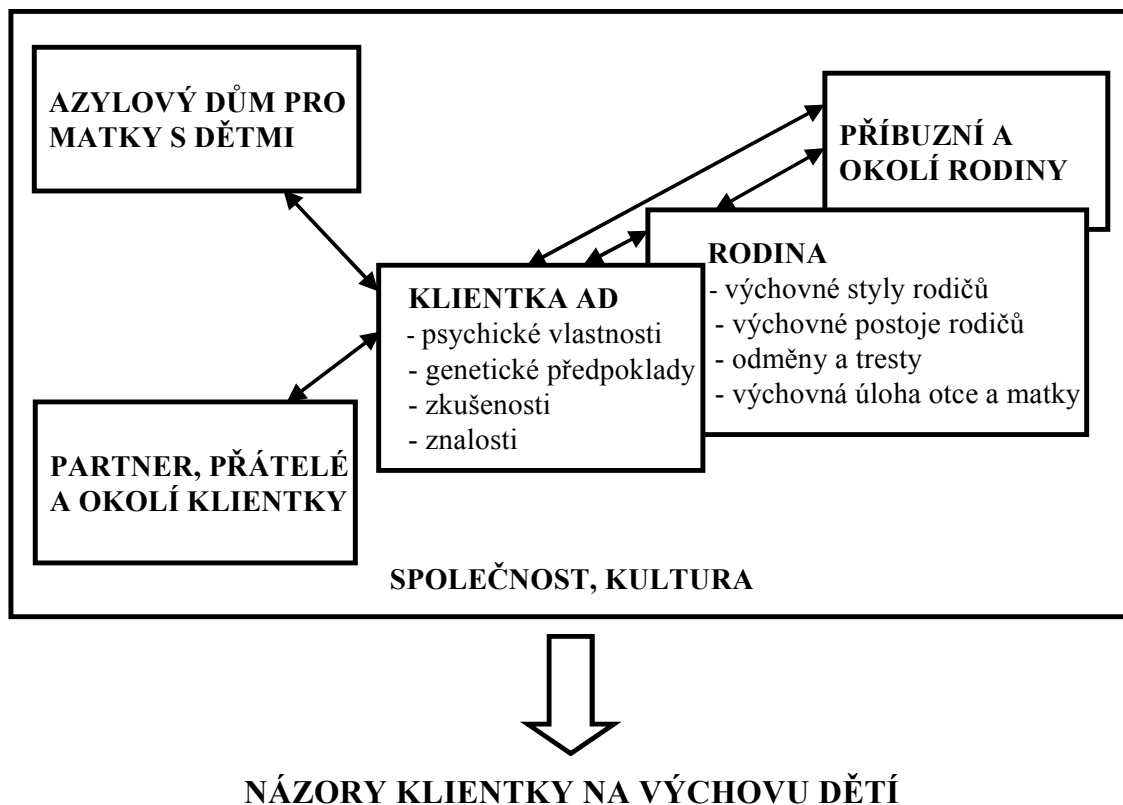 AZYLOVÝ DŮM PRO
MATKY S DĚTMI
PŘÍBUZNÍ A
OKOLÍ RODINY
RODINA
- výchovné styly rodičů
- výchovné postoje rodičů
- odměny a tresty
- výchovná úloha otce a matky
KLIENTKA AD
- psychické vlastnosti
- genetické předpoklady
- zkušenosti
- znalosti
PARTNER, PŘÁTELÉ
A OKOLÍ KLIENTKY
SPOLEČNOST, KULTURA
NÁZORY KLIENTKY NA VÝCHOVU DĚTÍ